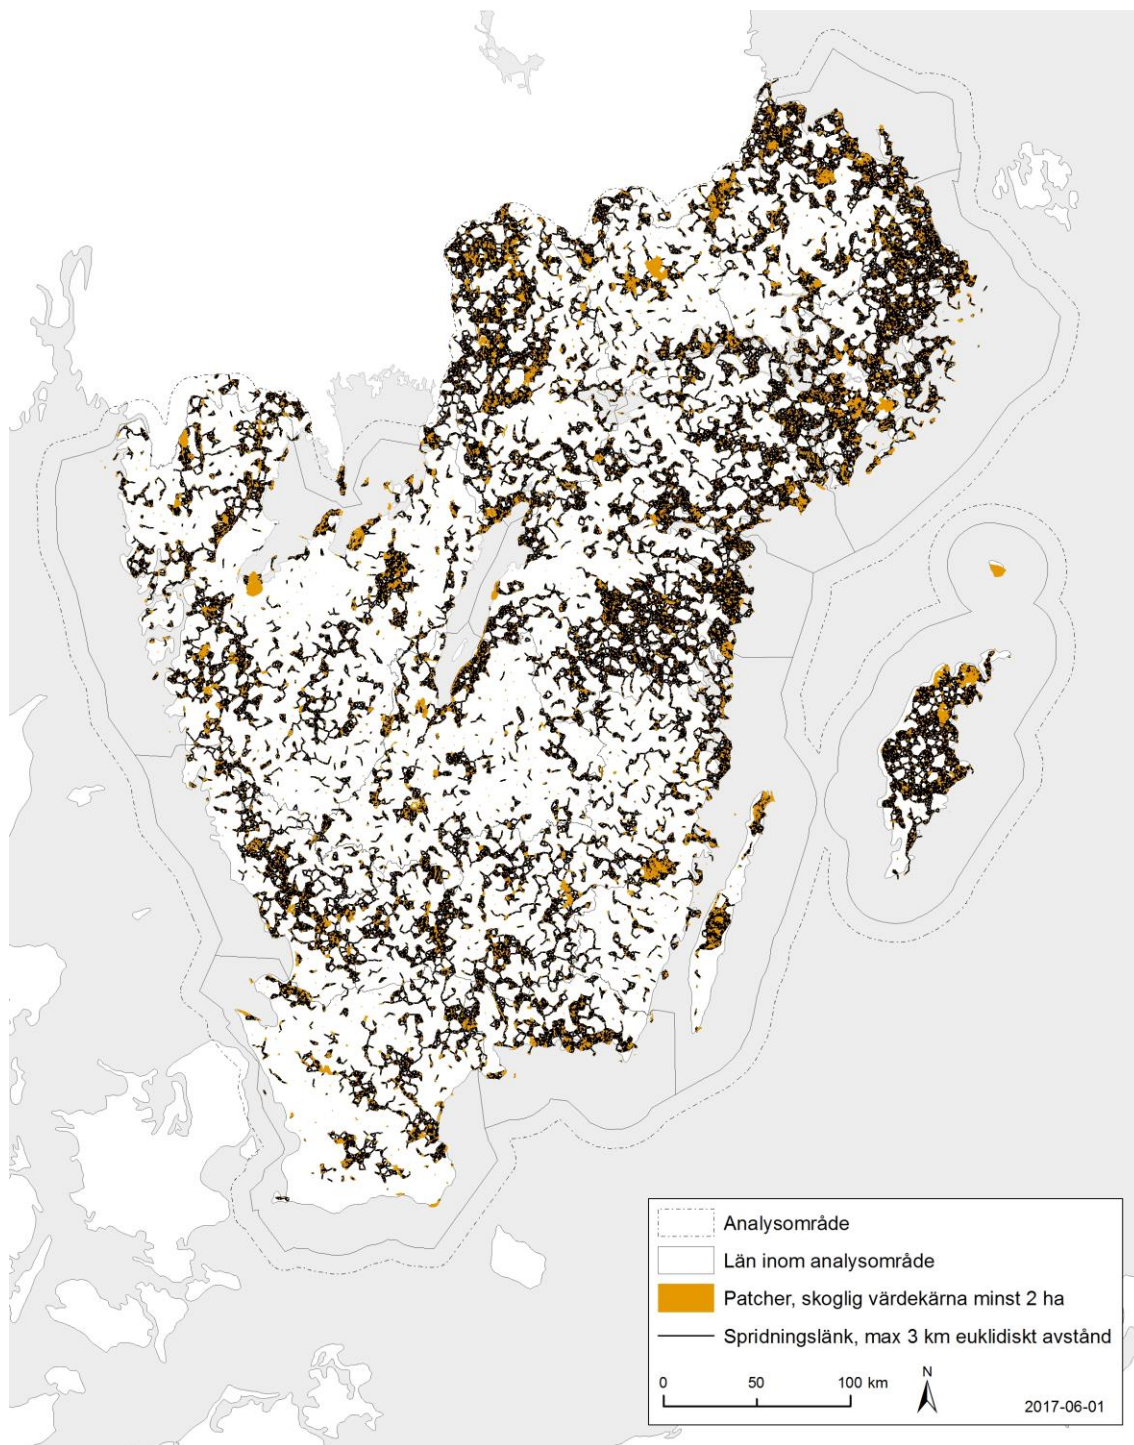 Analysområde
Län inom analysområde
Patcher, skoglig värdekärna minst 2 ha
Spridningslänk, max 3 km euklidiskt avstånd
0 50 100 km
N
2017-06-01